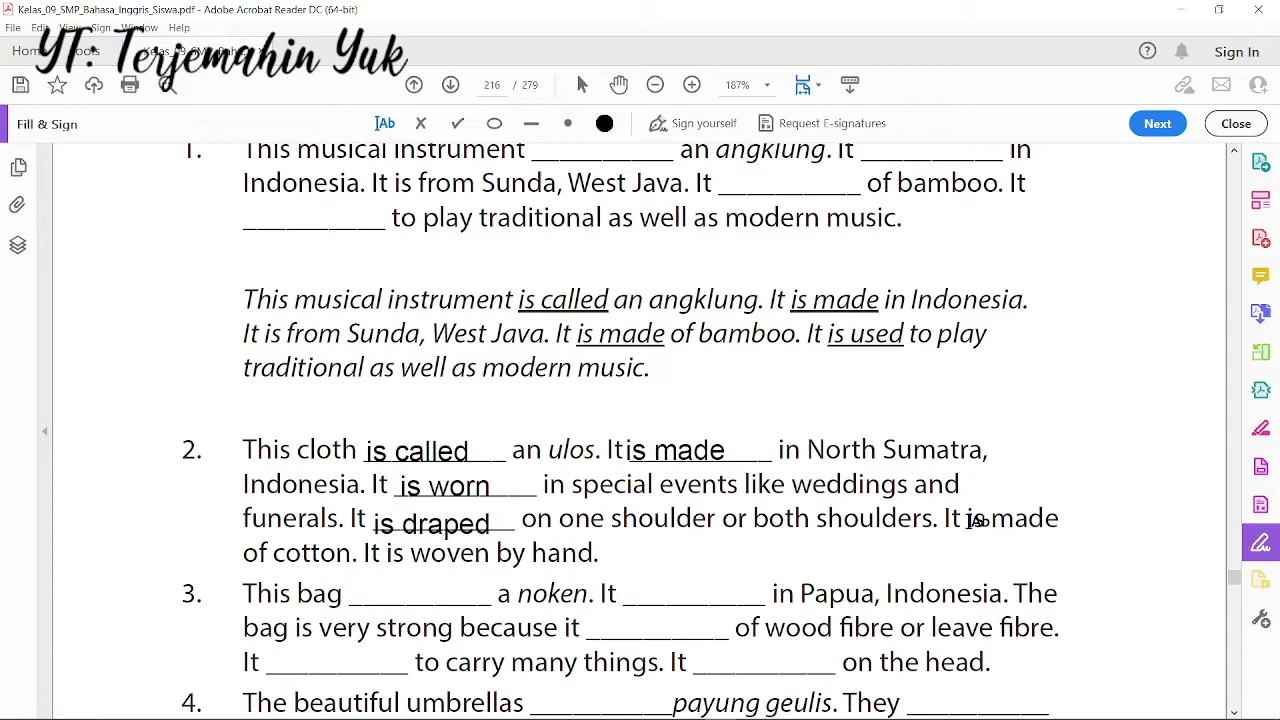 Kelas_09_SMP_Bahasa_Inggris_Siswa.pdf - Adobe Acrobat Reader DC (64-bit)
File Edit View Sign Window Help
YT: Terjemahin Yuk
216 / 279
187%
Sign In
Fill & Sign
Ab
Sign yourself
Request E-signatures
Next
Close
1. This musical instrument __________ an angklung. It __________ in
Indonesia. It is from Sunda, West Java. It __________ of bamboo. It
__________ to play traditional as well as modern music.
This musical instrument is called an angklung. It is made in Indonesia.
It is from Sunda, West Java. It is made of bamboo. It is used to play
traditional as well as modern music.
2. This cloth is called an ulos. It is made in North Sumatra,
Indonesia. It is worn in special events like weddings and
funerals. It is draped on one shoulder or both shoulders. It is made
of cotton. It is woven by hand.
3. This bag __________ a noken. It __________ in Papua, Indonesia. The
bag is very strong because it __________ of wood fibre or leave fibre.
It __________ to carry many things. It __________ on the head.
4. The beautiful umbrellas __________ payung geulis. They __________